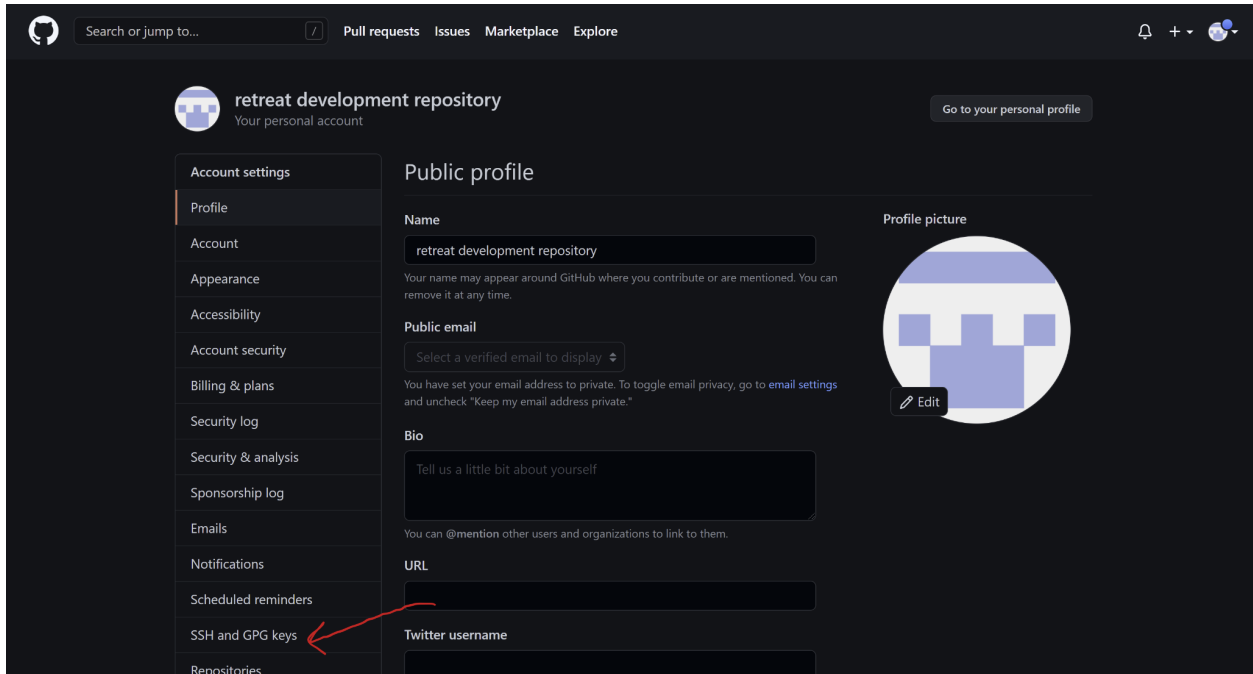 Search or jump to... /
Pull requests Issues Marketplace Explore
retreat development repository
Your personal account
Go to your personal profile
Account settings
Profile
Account
Appearance
Accessibility
Account security
Billing & plans
Security log
Security & analysis
Sponsorship log
Emails
Notifications
Scheduled reminders
SSH and GPG keys
Repositories
Public profile
Name
retreat development repository
Your name may appear around GitHub where you contribute or are mentioned. You can
remove it at any time.
Public email
Select a verified email to display
You have set your email address to private. To toggle email privacy, go to email settings
and uncheck "Keep my email address private."
Bio
Tell us a little bit about yourself
You can @mention other users and organizations to link to them.
URL
Twitter username
Profile picture
Edit